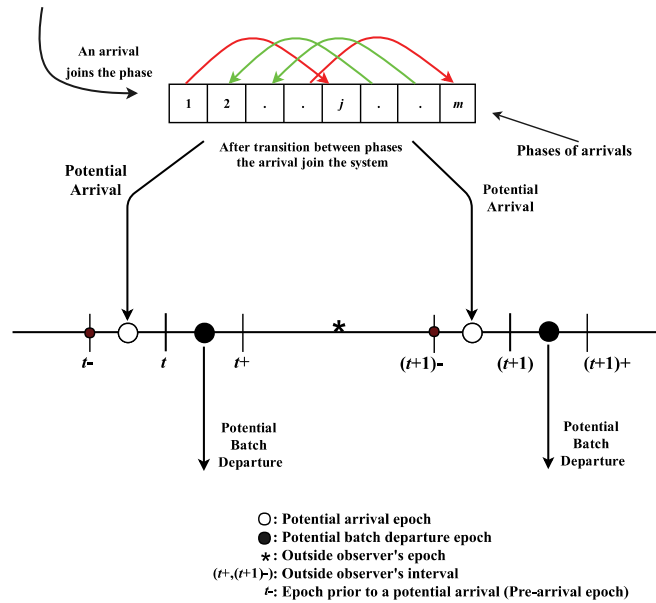 An arrival
joins the phase
1 2 . . j . . m
After transition between phases
the arrival join the system
Phases of arrivals
Potential
Arrival
Potential
Arrival
*
t- t t+ (t+1)- (t+1) (t+1)+
Potential
Batch
Departure
Potential
Batch
Departure
: Potential arrival epoch
: Potential batch departure epoch
*: Outside observer's epoch
(t+,(t+1)-): Outside observer's interval
t-: Epoch prior to a potential arrival (Pre-arrival epoch)